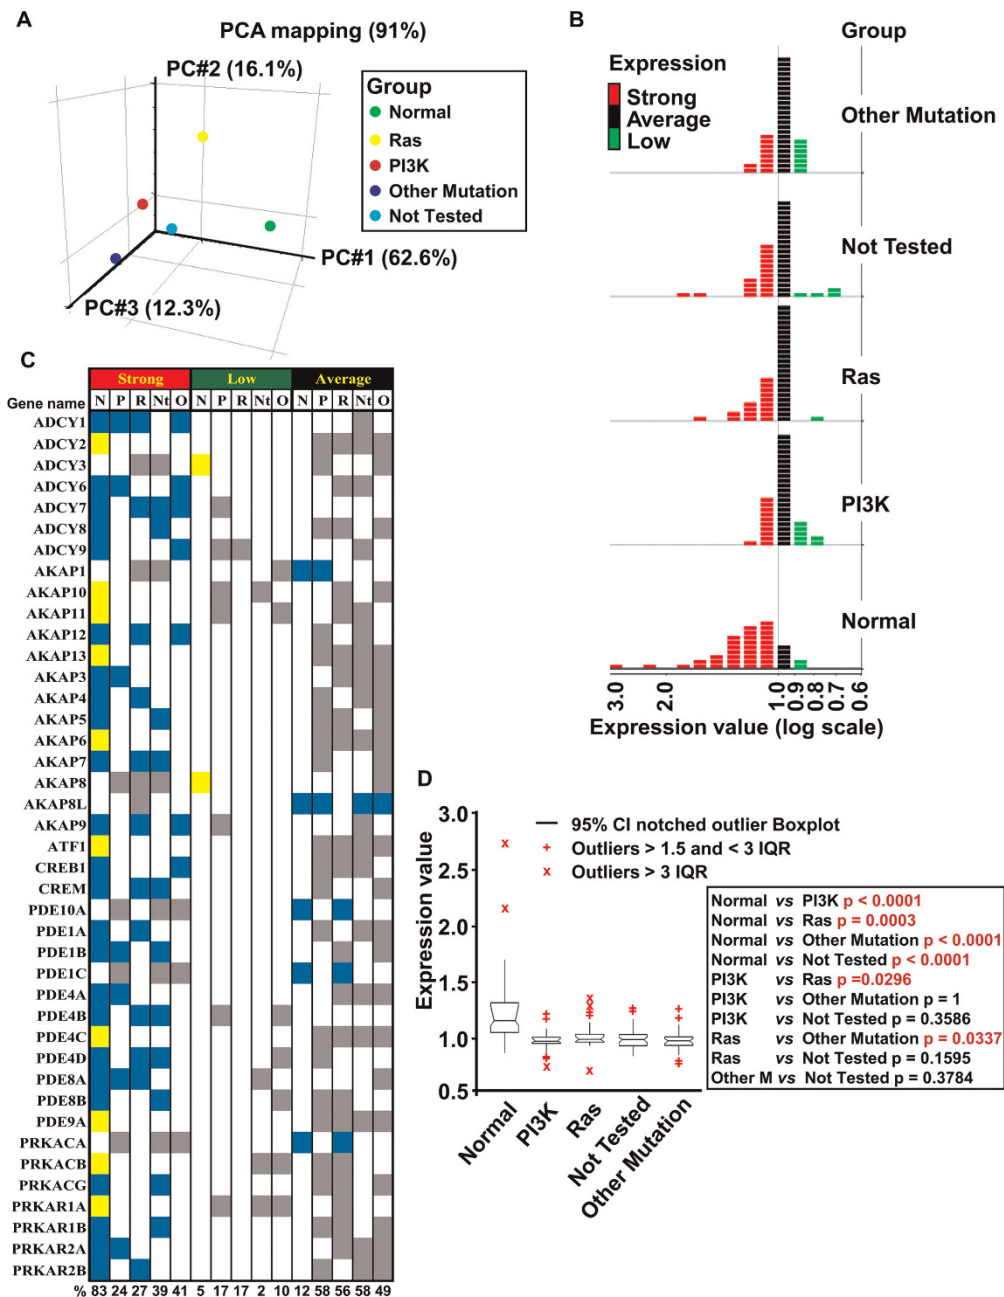 A
PCA mapping (91%)
PC#2 (16.1%)
Group
Normal
Ras
PI3K
Other Mutation
Not Tested
PC#1 (62.6%)
PC#3 (12.3%)
B
Group
Expression
Strong
Average
Low
Other Mutation
Not Tested
Ras
PI3K
Normal
3.0 2.0 1.0 0.9 0.8 0.7 0.6
Expression value (log scale)
C
Strong Low Average
Gene name N P R Nt O N P R Nt O N P R Nt O
ADCY1
ADCY2
ADCY3
ADCY6
ADCY7
ADCY8
ADCY9
AKAP1
AKAP10
AKAP11
AKAP12
AKAP13
AKAP3
AKAP4
AKAP5
AKAP6
AKAP7
AKAP8
AKAP8L
AKAP9
ATF1
CREB1
CREM
PDE10A
PDE1A
PDE1B
PDE1C
PDE4A
PDE4B
PDE4C
PDE4D
PDE8A
PDE8B
PDE9A
PRKACA
PRKACB
PRKACG
PRKAR1A
PRKAR1B
PRKAR2A
PRKAR2B
% 83 24 27 39 41 5 17 17 2 10 12 58 56 58 49
D
3.0
2.5
2.0
1.5
1.0
0.5
Expression value
95% CI notched outlier Boxplot
+ Outliers > 1.5 and < 3 IQR
x Outliers > 3 IQR
Normal
PI3K
Ras
Not Tested
Other Mutation
Normal vs PI3K p < 0.0001
Normal vs Ras p = 0.0003
Normal vs Other Mutation p < 0.0001
Normal vs Not Tested p < 0.0001
PI3K vs Ras p =0.0296
PI3K vs Other Mutation p = 1
PI3K vs Not Tested p = 0.3586
Ras vs Other Mutation p = 0.0337
Ras vs Not Tested p = 0.1595
Other M vs Not Tested p = 0.3784